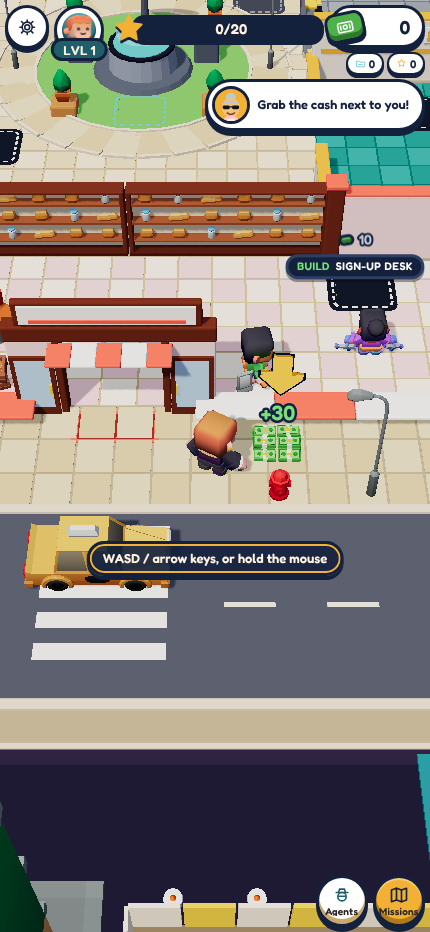 LVL 1
0/20
0
0
0
Grab the cash next to you!
10
BUILD SIGN-UP DESK
+30
WASD / arrow keys, or hold the mouse
Agents
Missions